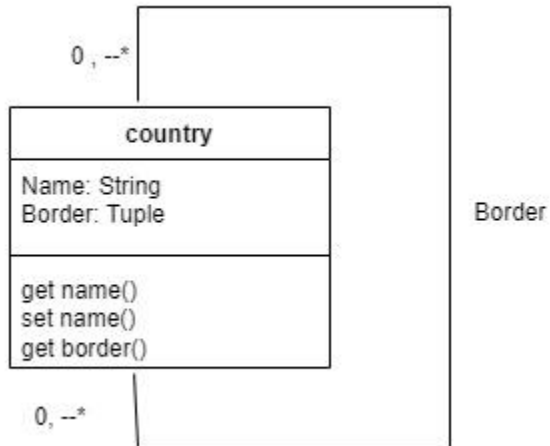 0 , --*
country
Name: String
Border: Tuple
Border
get name()
set name()
get border()
0, --*